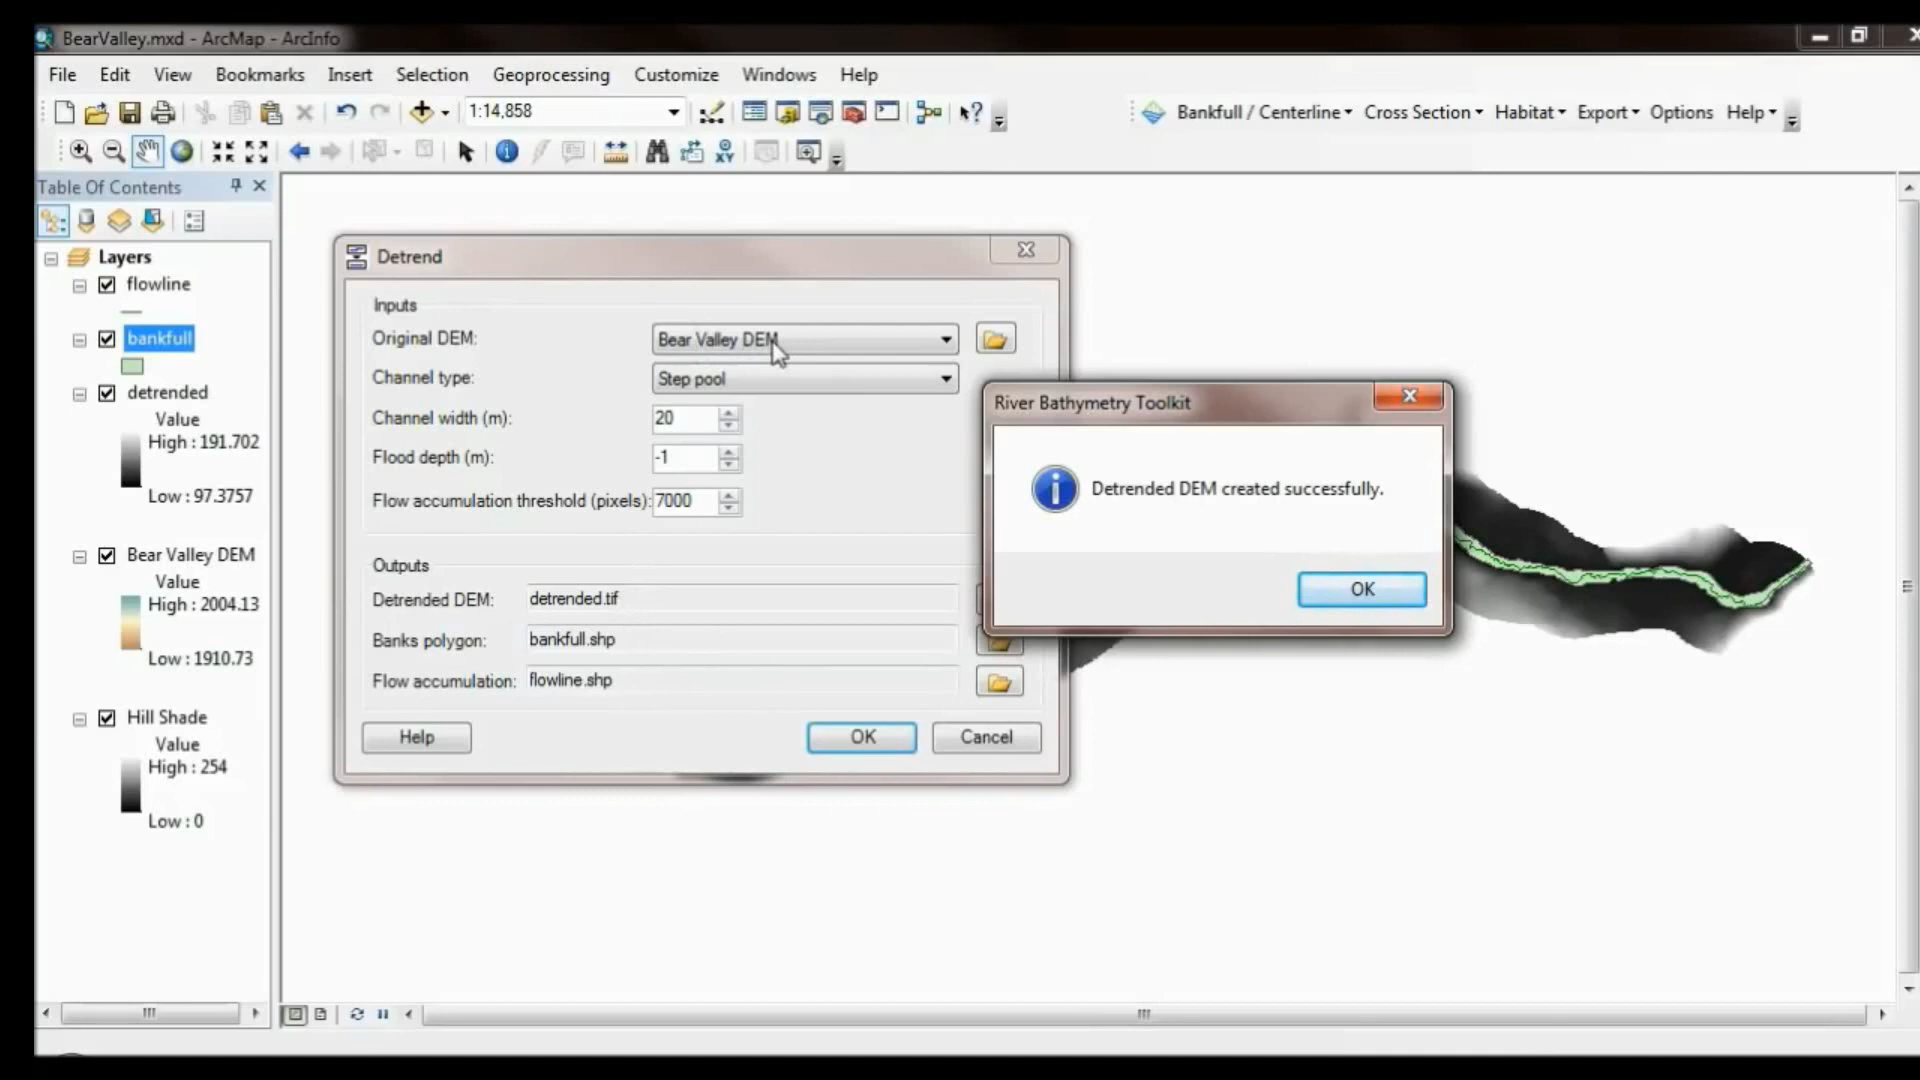 BearValley.mxd - ArcMap - ArcInfo
File Edit View Bookmarks Insert Selection Geoprocessing Customize Windows Help
1:14,858
Bankfull / Centerline Cross Section Habitat Export Options Help
XY
Table Of Contents
Layers
flowline
bankfull
detrended
Value
High : 191.702
Low : 97.3757
Bear Valley DEM
Value
High : 2004.13
Low : 1910.73
Hill Shade
Value
High : 254
Low : 0
Detrend
Inputs
Original DEM: Bear Valley DEM
Channel type: Step pool
Channel width (m): 20
Flood depth (m): -1
Flow accumulation threshold (pixels): 7000
Outputs
Detrended DEM: detrended.tif
Banks polygon: bankfull.shp
Flow accumulation: flowline.shp
Help OK Cancel
River Bathymetry Toolkit
Detrended DEM created successfully.
OK